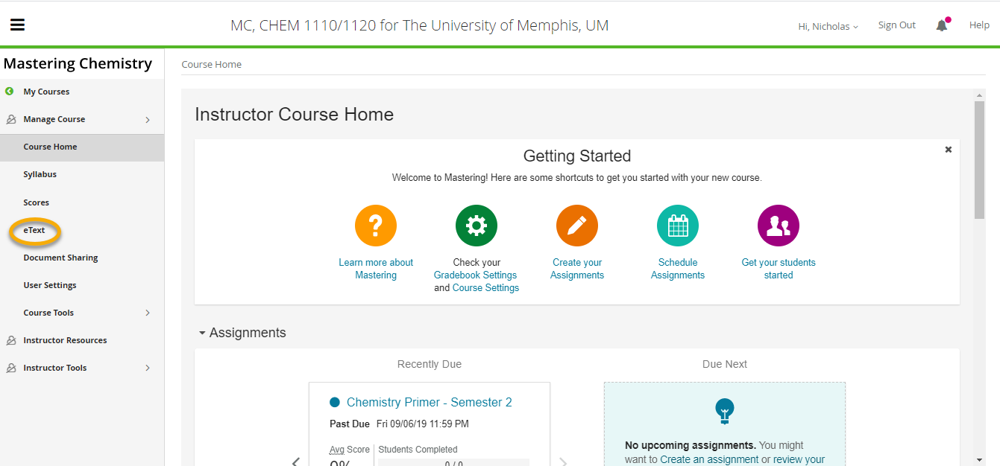 MC, CHEM 1110/1120 for The University of Memphis, UM
Hi, Nicholas
Sign Out
Help
Mastering Chemistry
My Courses
Manage Course
Course Home
Syllabus
Scores
eText
Document Sharing
User Settings
Course Tools
Instructor Resources
Instructor Tools
Course Home
Instructor Course Home
Getting Started
Welcome to Mastering! Here are some shortcuts to get you started with your new course.
?
Learn more about
Mastering
Check your
Gradebook Settings
and Course Settings
Create your
Assignments
Schedule
Assignments
Get your students
started
Assignments
Recently Due
Chemistry Primer - Semester 2
Past Due Fri 09/06/19 11:59 PM
Avg Score
0%
Students Completed
0 / 0
Due Next
No upcoming assignments. You might
want to Create an assignment or review your